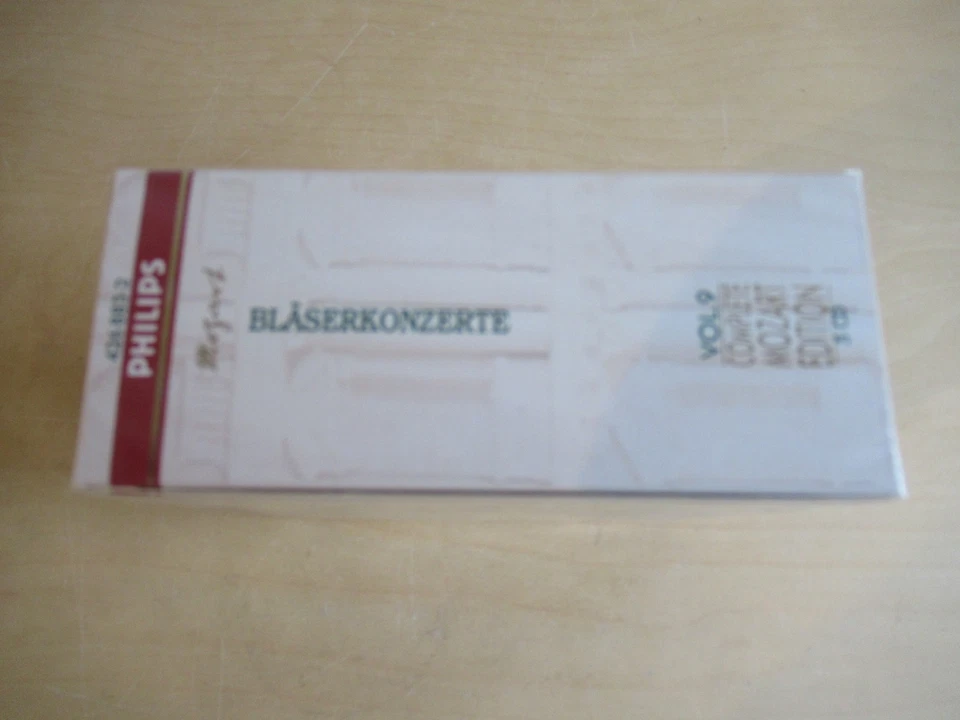 PHILIPS
Mozart
BLÄSERKONZERTE
VOL. 9
COMPLETE
MOZART
EDITION